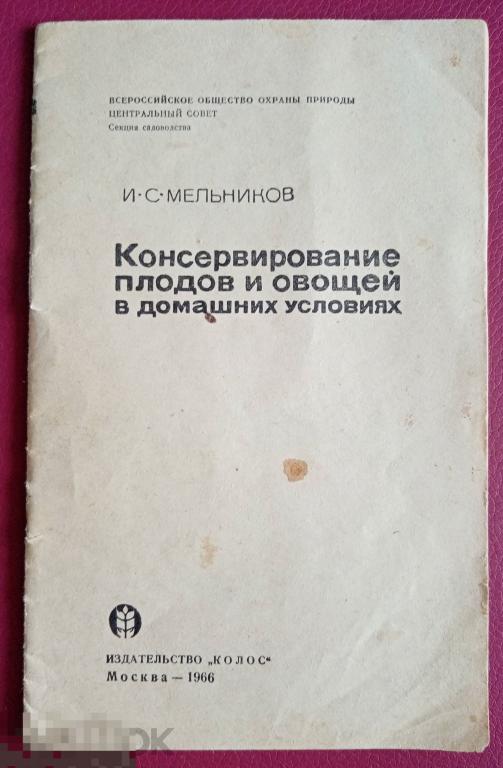 ВСЕРОССИЙСКОЕ ОБЩЕСТВО ОХРАНЫ ПРИРОДЫ
ЦЕНТРАЛЬНЫЙ СОВЕТ
Секция садоводства
И·С·МЕЛЬНИКОВ
Консервирование
плодов и овощей
в домашних условиях
ИЗДАТЕЛЬСТВО „КОЛОС“
Москва — 1966